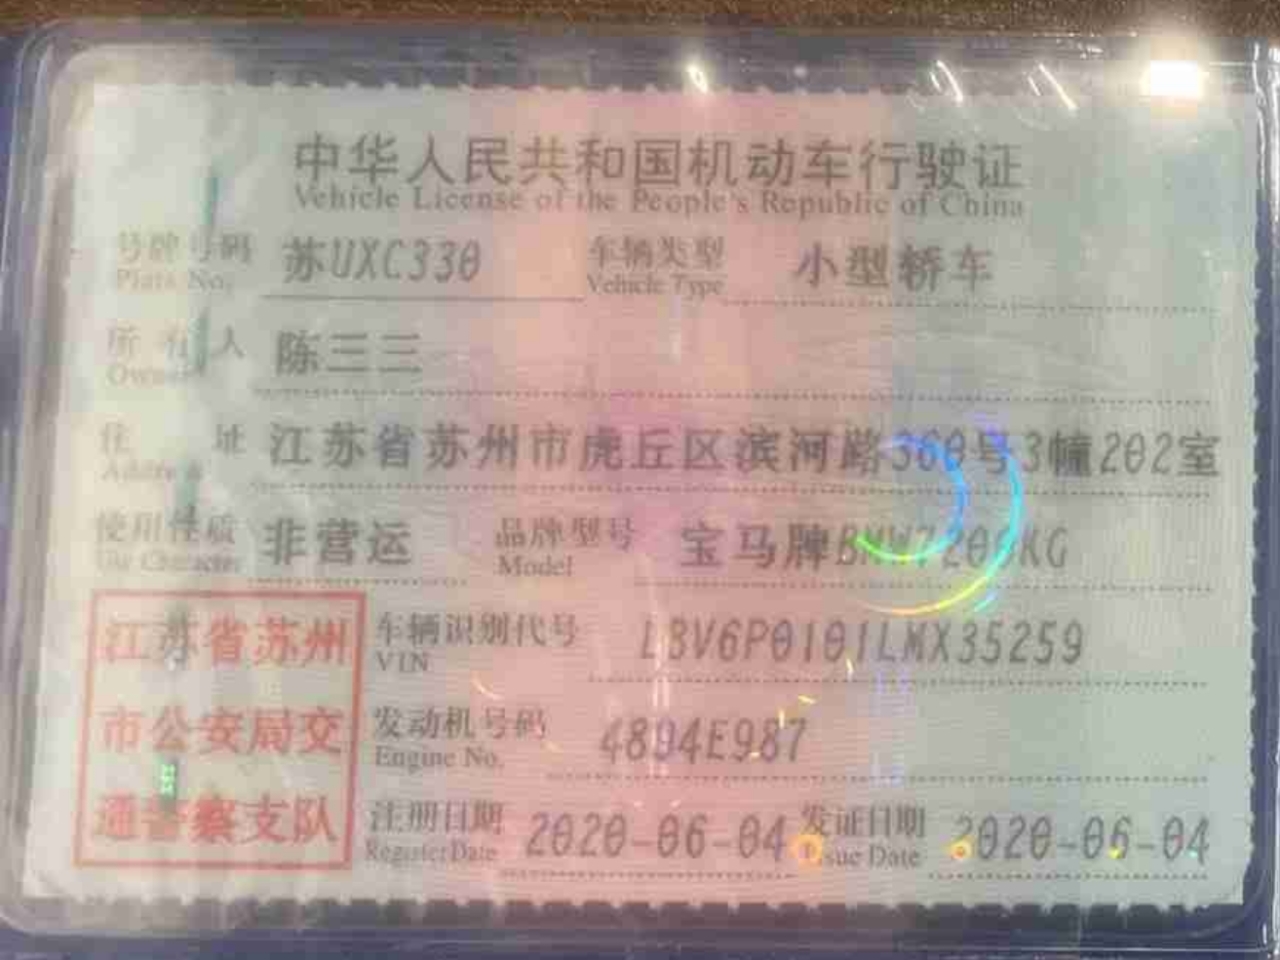 中华人民共和国机动车行驶证
Vehicle License of the People's Republic of China
号牌号码 苏UXC330 车辆类型 小型轿车
Plate No. Vehicle Type
所有人 陈三三
Owner
住址 江苏省苏州市虎丘区滨河路360号3幢202室
Address
使用性质 非营运 品牌型号 宝马牌BMW7200KG
Use Character Model
江苏省苏州
市公安局交
通警察支队
车辆识别代号 LBV6P0101LMX35259
VIN
发动机号码 4894E987
Engine No.
注册日期 2020-06-04 发证日期 2020-06-04
Register Date Issue Date